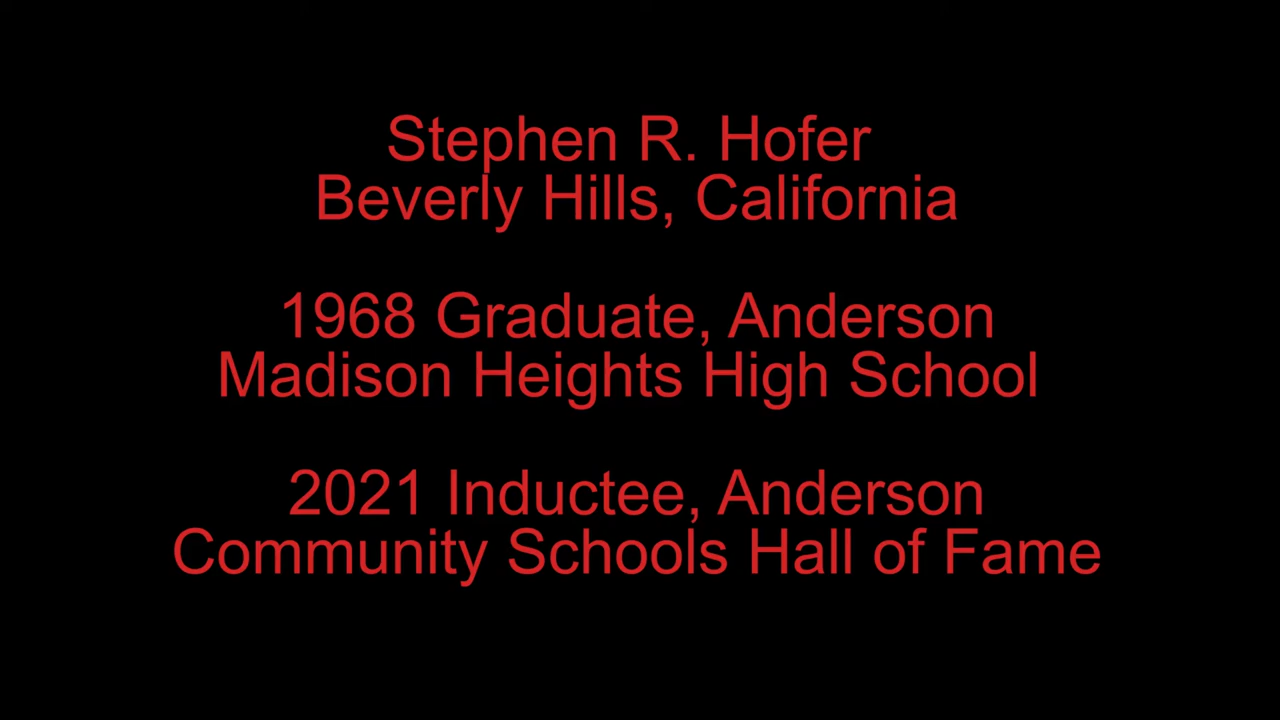 Stephen R. Hofer
Beverly Hills, California
1968 Graduate, Anderson
Madison Heights High School
2021 Inductee, Anderson
Community Schools Hall of Fame